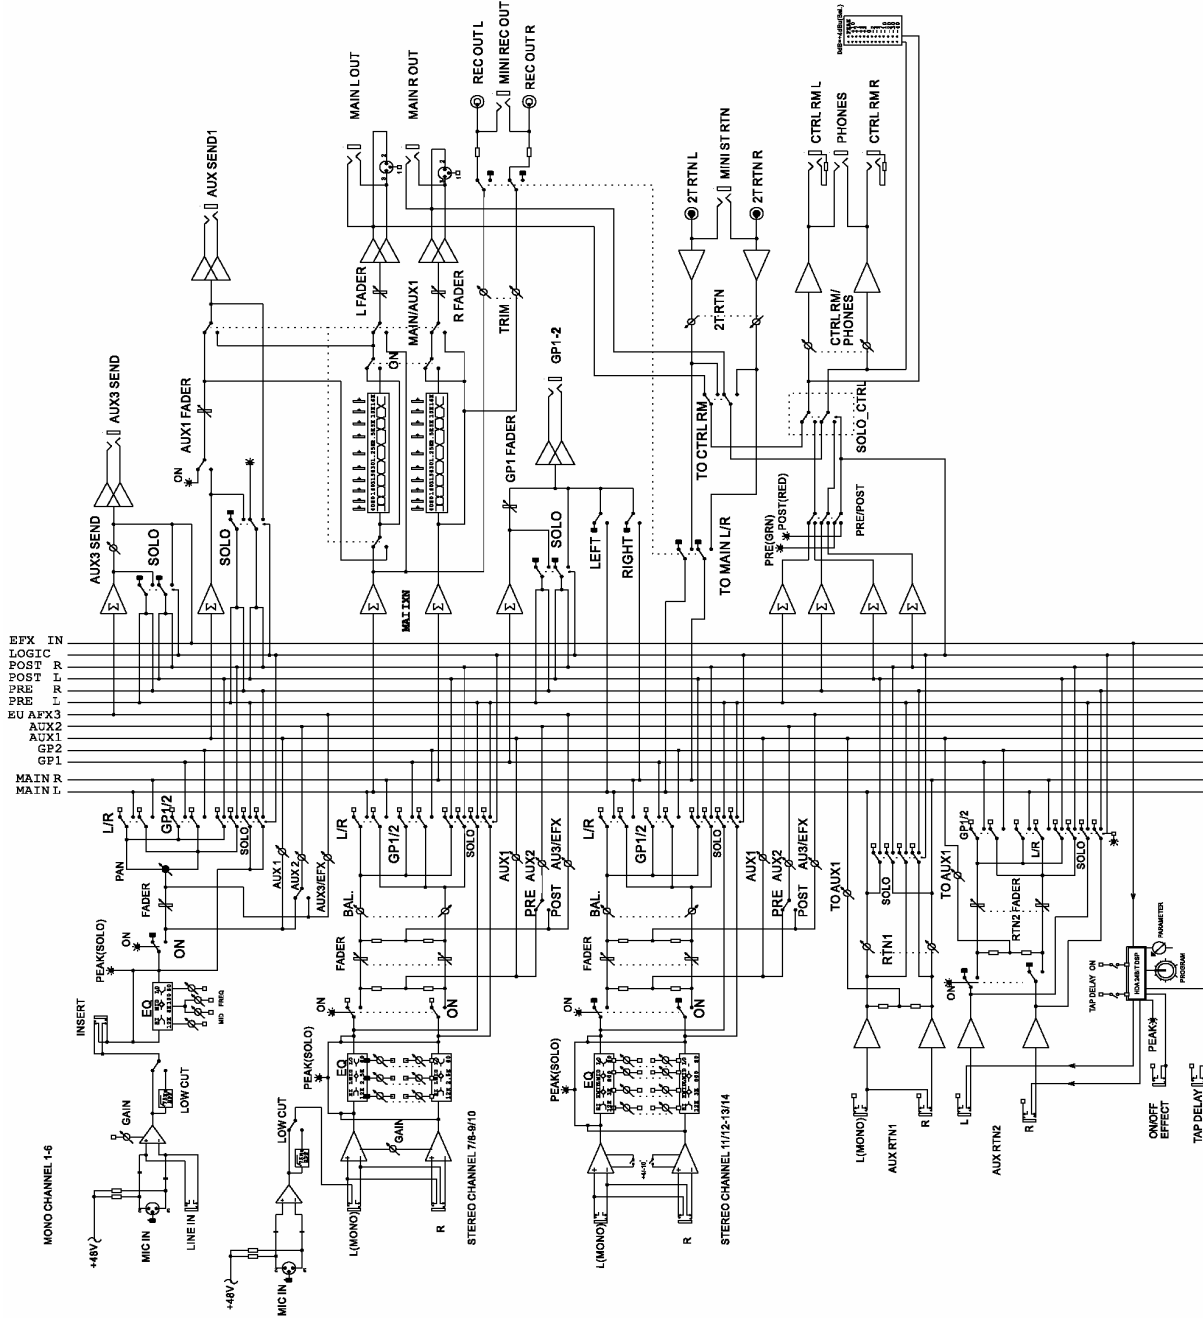 AUX SEND1
MAIN L OUT
MAIN R OUT
REC OUT L
MINI REC OUT
REC OUT R
AUX3 SEND
AUX1 FADER
ON
L FADER
MAIN/AUX1
R FADER
ON
TRIM
2T RTN L
MINI ST RTN
2T RTN R
2T-RTN
CTRL RM L
PHONES
CTRL RM R
CTRL RM/
PHONES
AUX3 SEND
SOLO
SOLO
GP1 FADER
GP1-2
SOLO
LEFT
RIGHT
TO CTRL RM
TO MAIN L/R
SOLO_CTRL
PRE(GRN)
POST(RED)
PRE/POST
MAI IXN
EFX IN
LOGIC
POST R
POST L
PRE R
PRE L
EU AFX3
AUX2
AUX1
GP2
GP1
MAIN R
MAIN L
L/R
GP1/2
SOLO
PAN
FADER
AUX 1
AUX 2
AUX3/EFX
ON
ON
PEAK(SOLO)
INSERT
EQ
MID
FREQ
LOW CUT
GAIN
MONO CHANNEL 1-6
+48V
MIC IN
LINE IN
L/R
GP1/2
SOLO
BAL.
FADER
AUX1
AUX2
AU3/EFX
PRE
POST
ON
ON
PEAK(SOLO)
EQ
LOW CUT
GAIN
+48V
MIC IN
L(MONO)
R
STEREO CHANNEL 7/8-9/10
L/R
GP1/2
SOLO
BAL.
FADER
AUX1
AUX2
AU3/EFX
PRE
POST
ON
ON
PEAK(SOLO)
EQ
+4/-10
L(MONO)
R
STEREO CHANNEL 11/12-13/14
TO AUX1
SOLO
RTN1
L(MONO)
R
AUX RTN1
GP1/2
L/R
SOLO
TO AUX1
RTN2 FADER
ON
L
R
AUX RTN2
TAP DELAY
ON
PARAMETER
PROGRAM
PEAK
ON/OFF
EFFECT
TAP DELAY